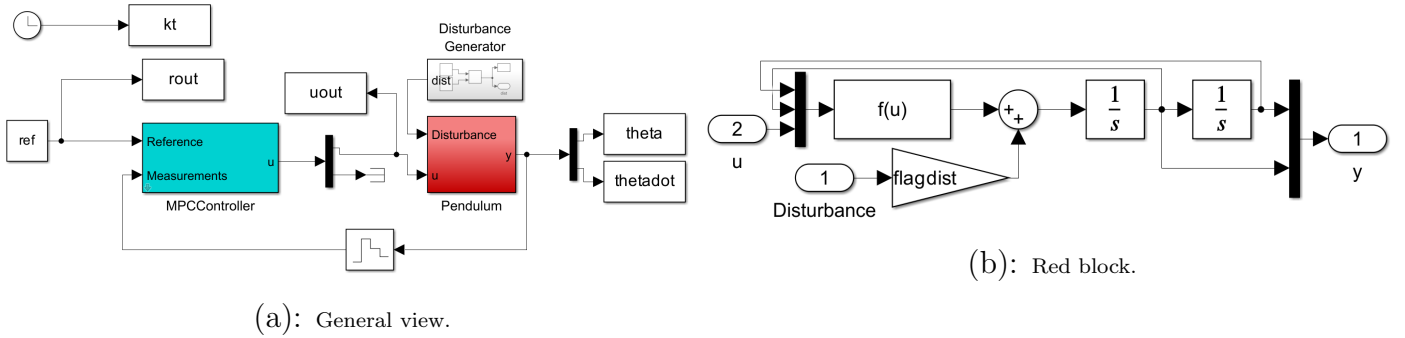 kt
rout
ref
uout
Disturbance
Generator
dist
Reference
Measurements
u
MPCController
Disturbance
u
y
Pendulum
theta
thetadot
(a): General view.
2
u
f(u)
+
+
1
s
1
s
1
Disturbance
flagdist
1
y
(b): Red block.